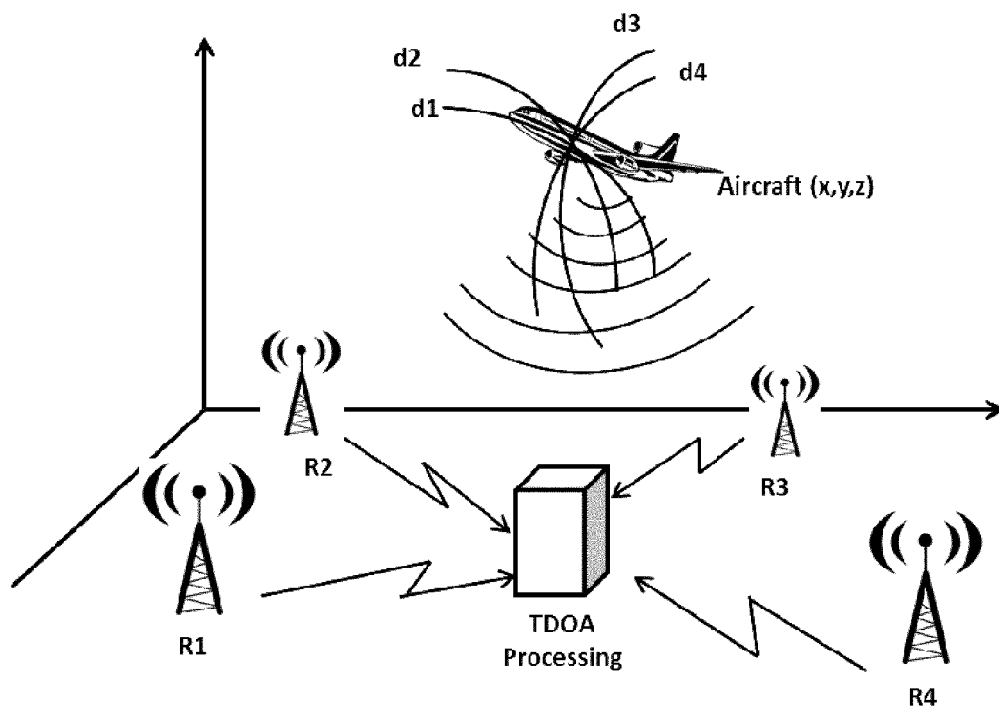 d3
d2
d4
d1
Aircraft (x,y,z)
R2
R3
R1
TDOA
Processing
R4